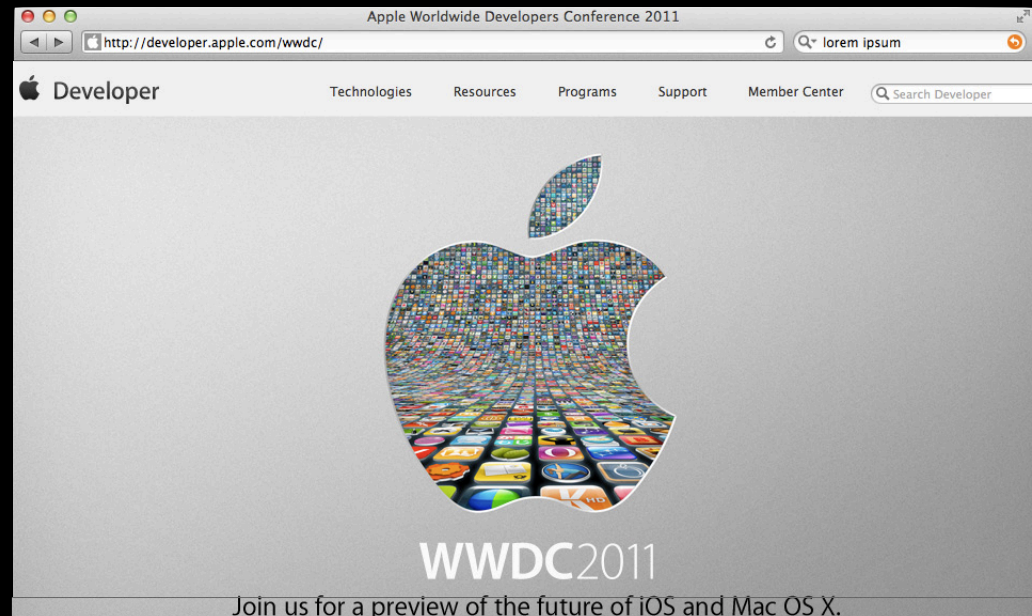 Apple Worldwide Developers Conference 2011
http://developer.apple.com/wwdc/
lorem ipsum
Developer
Technologies
Resources
Programs
Support
Member Center
Search Developer
HD
WWDC2011
Join us for a preview of the future of iOS and Mac OS X.